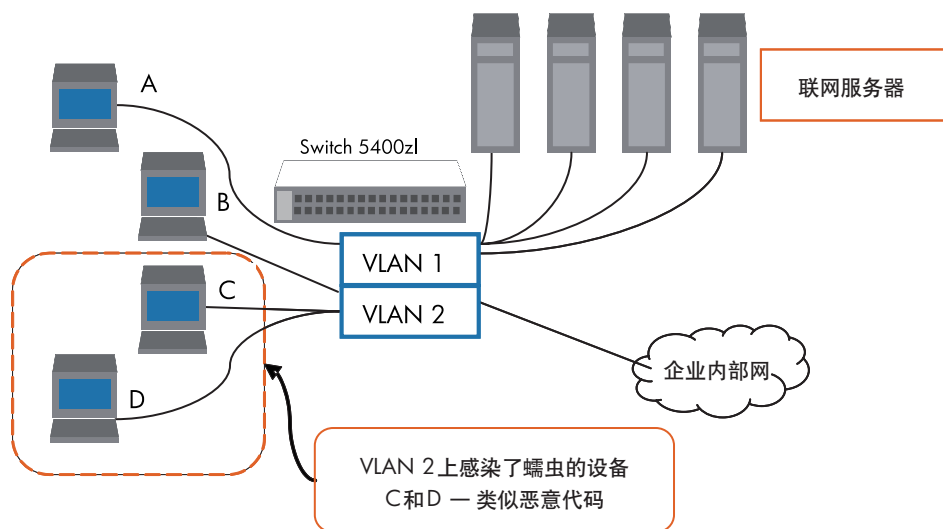 A
联网服务器
Switch 5400zl
B
VLAN 1
C
VLAN 2
D
企业内部网
VLAN 2上感染了蠕虫的设备
C和D — 类似恶意代码